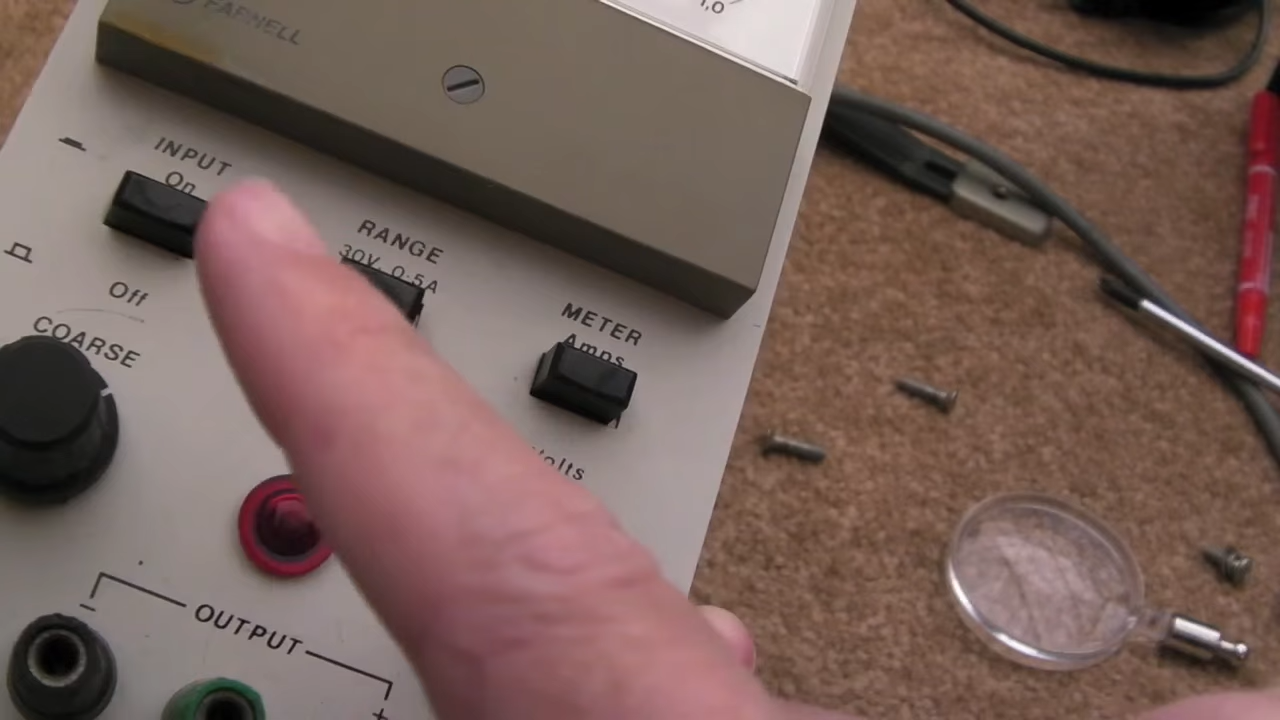 1,0
FARNELL
INPUT
On
RANGE
30V 0·5A
METER
Amps
Off
COARSE
Volts
OUTPUT
−
+